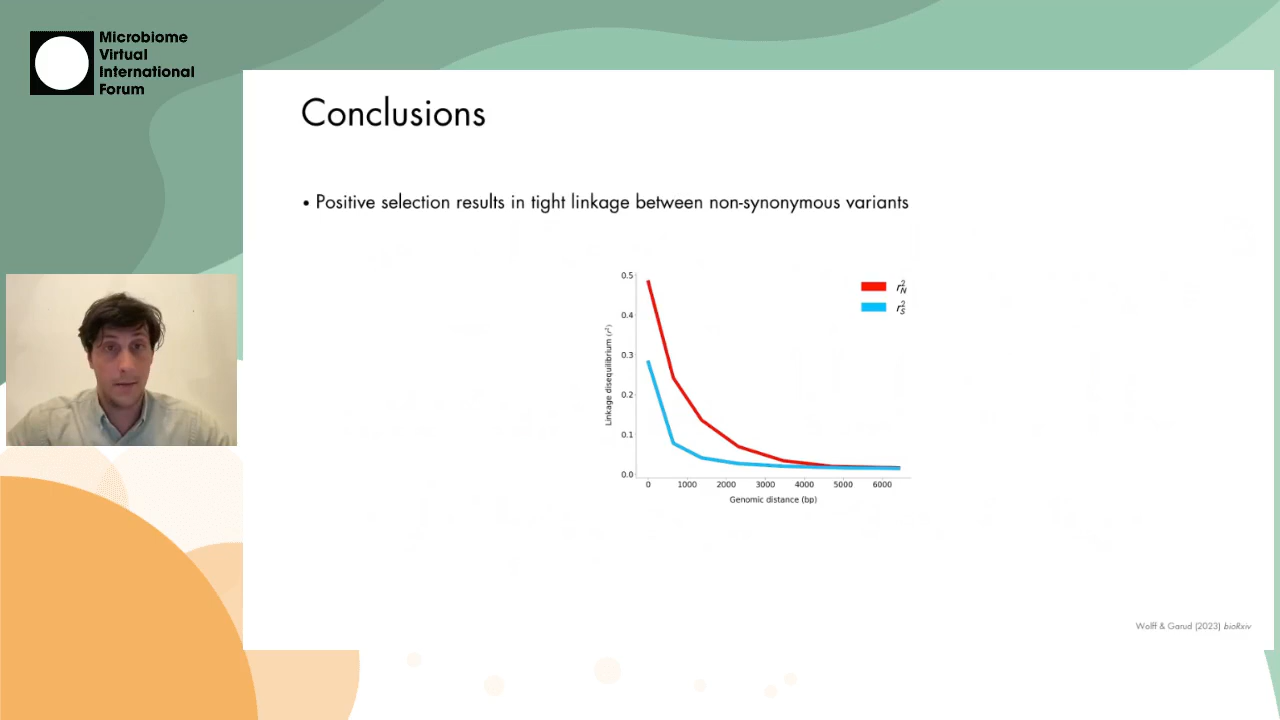 Microbiome
Virtual
International
Forum
Conclusions
• Positive selection results in tight linkage between non-synonymous variants
0.5
0.4
0.3
0.2
0.1
0.0
Linkage disequilibrium (r²)
r²N
r²S
0 1000 2000 3000 4000 5000 6000
Genomic distance (bp)
Wolff & Garud (2023) bioRxiv